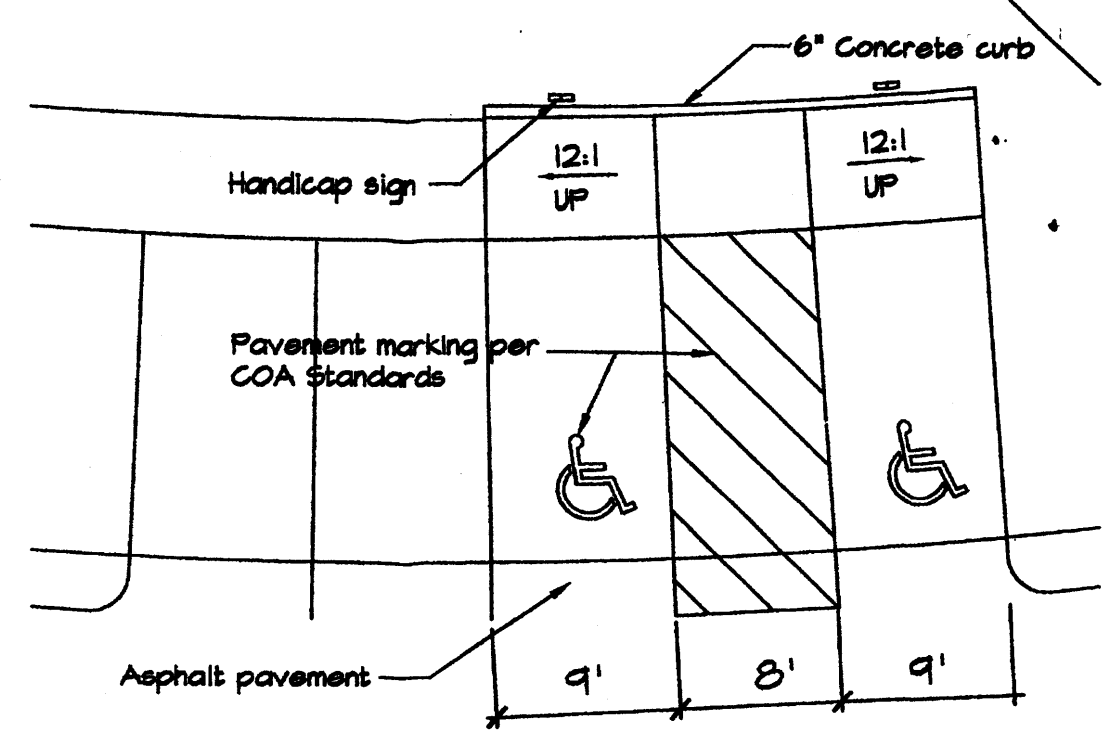 6" Concrete curb
12:1
UP
12:1
UP
Handicap sign
Pavement marking per
COA Standards
Asphalt pavement
9'
8'
9'